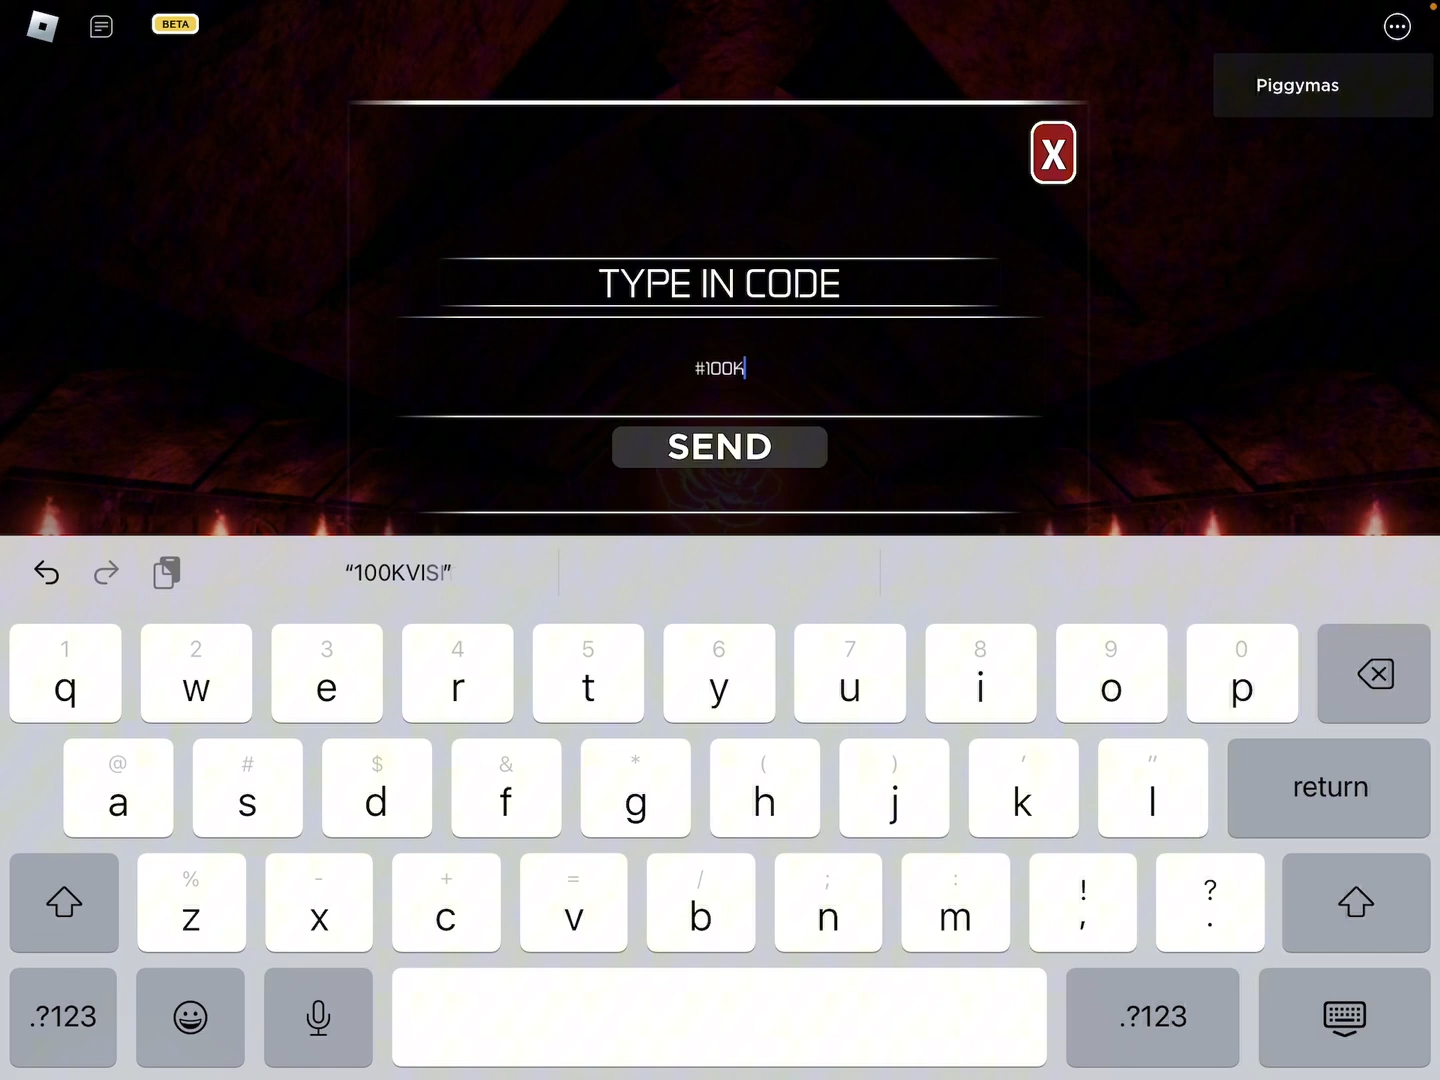 BETA
Piggymas
X
TYPE IN CODE
#100K
SEND
“100KVISI”
1 2 3 4 5 6 7 8 9 0
q w e r t y u i o p
@ # $ & * ( ) ' "
a s d f g h j k l return
% - + = / ; : ! ?
z x c v b n m , .
.?123 .?123